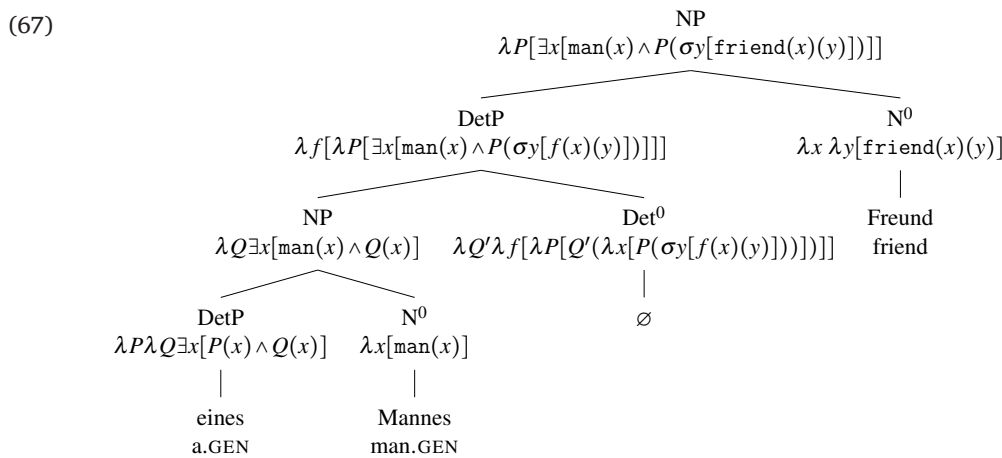 (67)
NP
λP[∃x[man(x) ∧ P(σy[friend(x)(y)])]]
DetP N⁰
λf[λP[∃x[man(x) ∧ P(σy[f(x)(y)])]]] λx λy[friend(x)(y)]
NP Det⁰ Freund
λQ∃x[man(x) ∧ Q(x)] λQ′λf[λP[Q′(λx[P(σy[f(x)(y)]))])]] friend
DetP N⁰ ∅
λPλQ∃x[P(x) ∧ Q(x)] λx[man(x)]
eines Mannes
a.GEN man.GEN